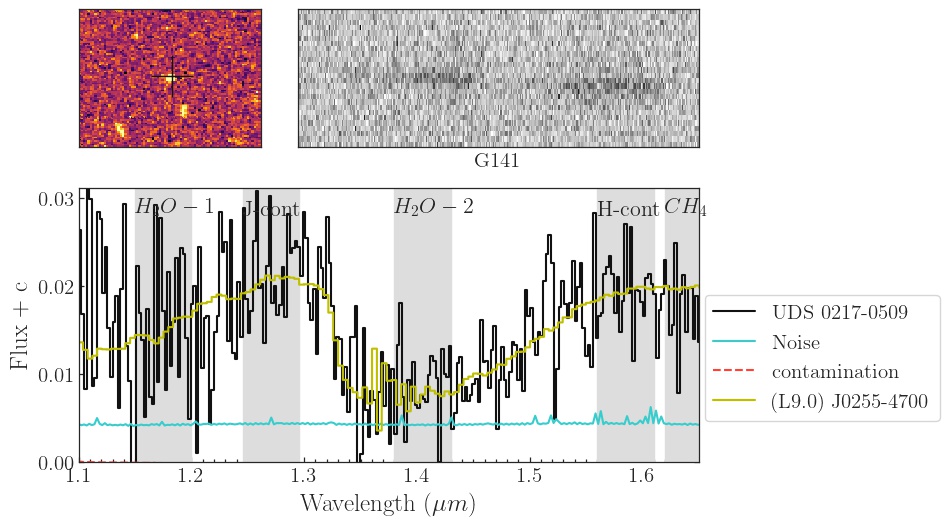 G141
H₂O − 1 J-cont H₂O − 2 H-cont CH₄
0.03
0.02
0.01
0.00
Flux + c
1.1 1.2 1.3 1.4 1.5 1.6
Wavelength (μm)
UDS 0217-0509
Noise
contamination
(L9.0) J0255-4700